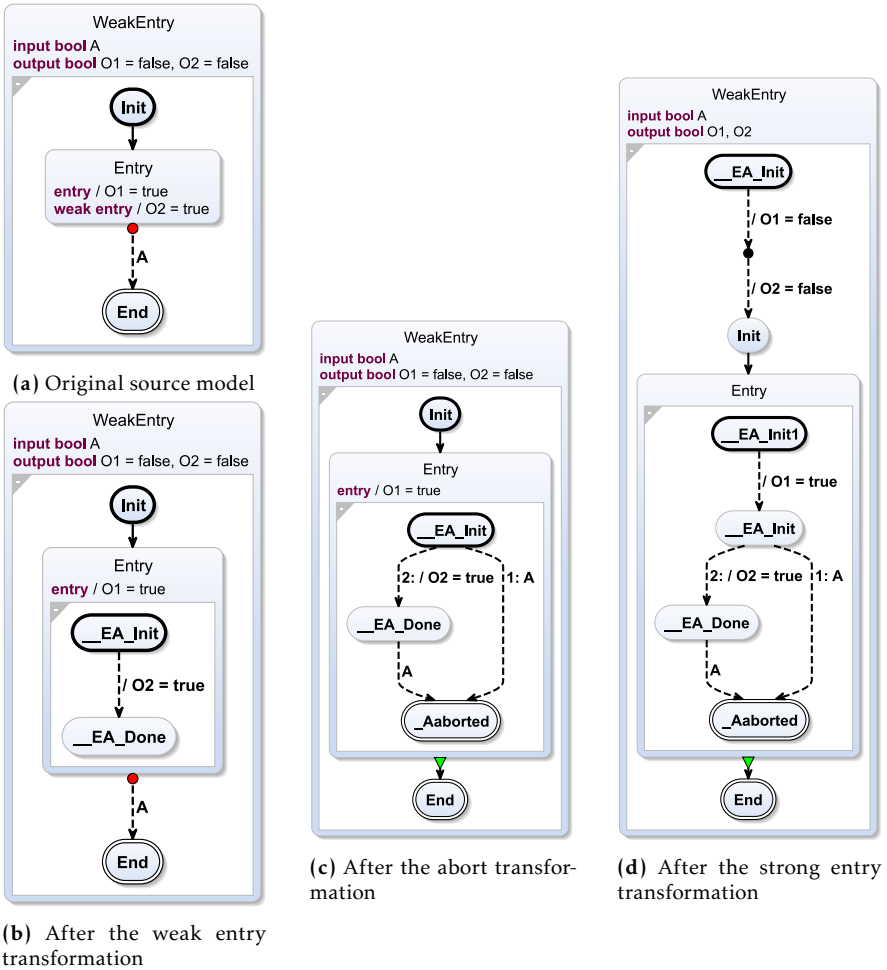 WeakEntry
input bool A
output bool O1 = false, O2 = false
-
Init
Entry
entry / O1 = true
weak entry / O2 = true
A
End
(a) Original source model
WeakEntry
input bool A
output bool O1 = false, O2 = false
-
Init
Entry
entry / O1 = true
-
__EA_Init
/ O2 = true
__EA_Done
A
End
(b) After the weak entry
transformation
WeakEntry
input bool A
output bool O1 = false, O2 = false
-
Init
Entry
entry / O1 = true
-
__EA_Init
2: / O2 = true 1: A
__EA_Done
A
_Aaborted
End
(c) After the abort transfor-
mation
WeakEntry
input bool A
output bool O1, O2
-
__EA_Init
/ O1 = false
/ O2 = false
Init
Entry
-
__EA_Init1
/ O1 = true
__EA_Init
2: / O2 = true 1: A
__EA_Done
A
_Aaborted
End
(d) After the strong entry
transformation